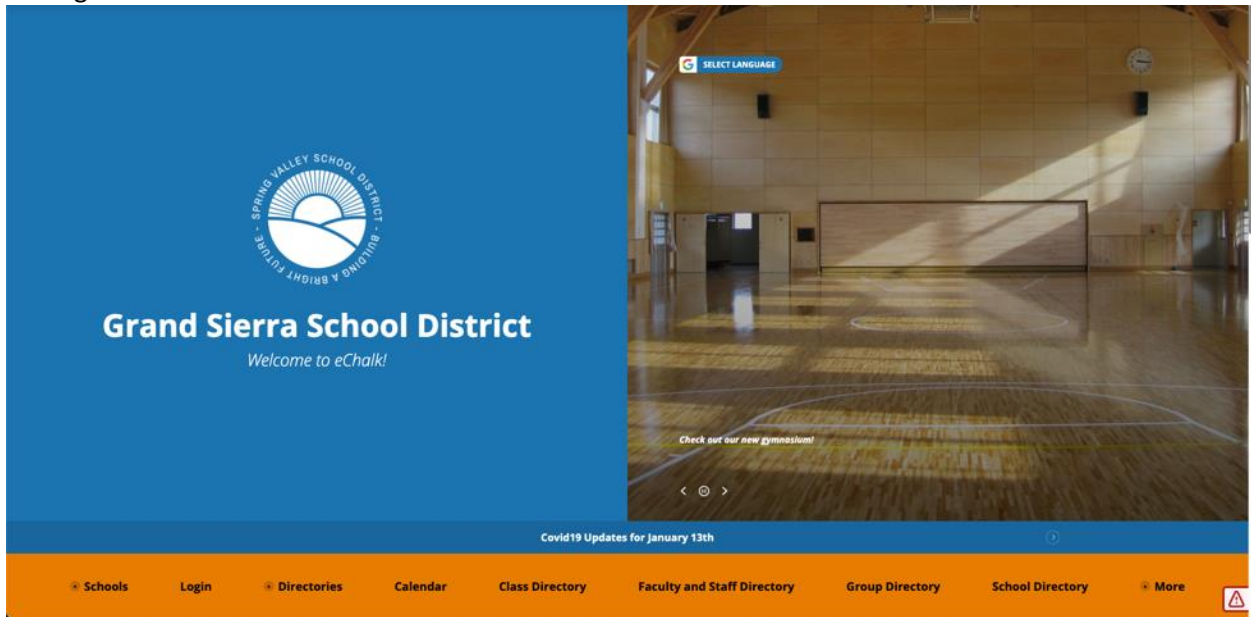 SPRING VALLEY SCHOOL DISTRICT - BUILDING A BRIGHT FUTURE -
Grand Sierra School District
Welcome to eChalk!
SELECT LANGUAGE
Check out our new gymnasium!
Covid19 Updates for January 13th
Schools Login Directories Calendar Class Directory Faculty and Staff Directory Group Directory School Directory More